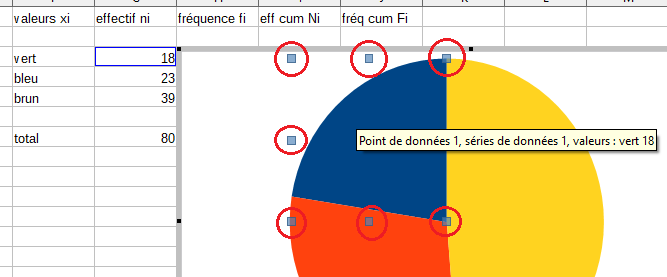 valeurs xi effectif ni fréquence fi eff cum Ni fréq cum Fi
vert 18
bleu 23
brun 39
Point de données 1, séries de données 1, valeurs : vert 18
total 80